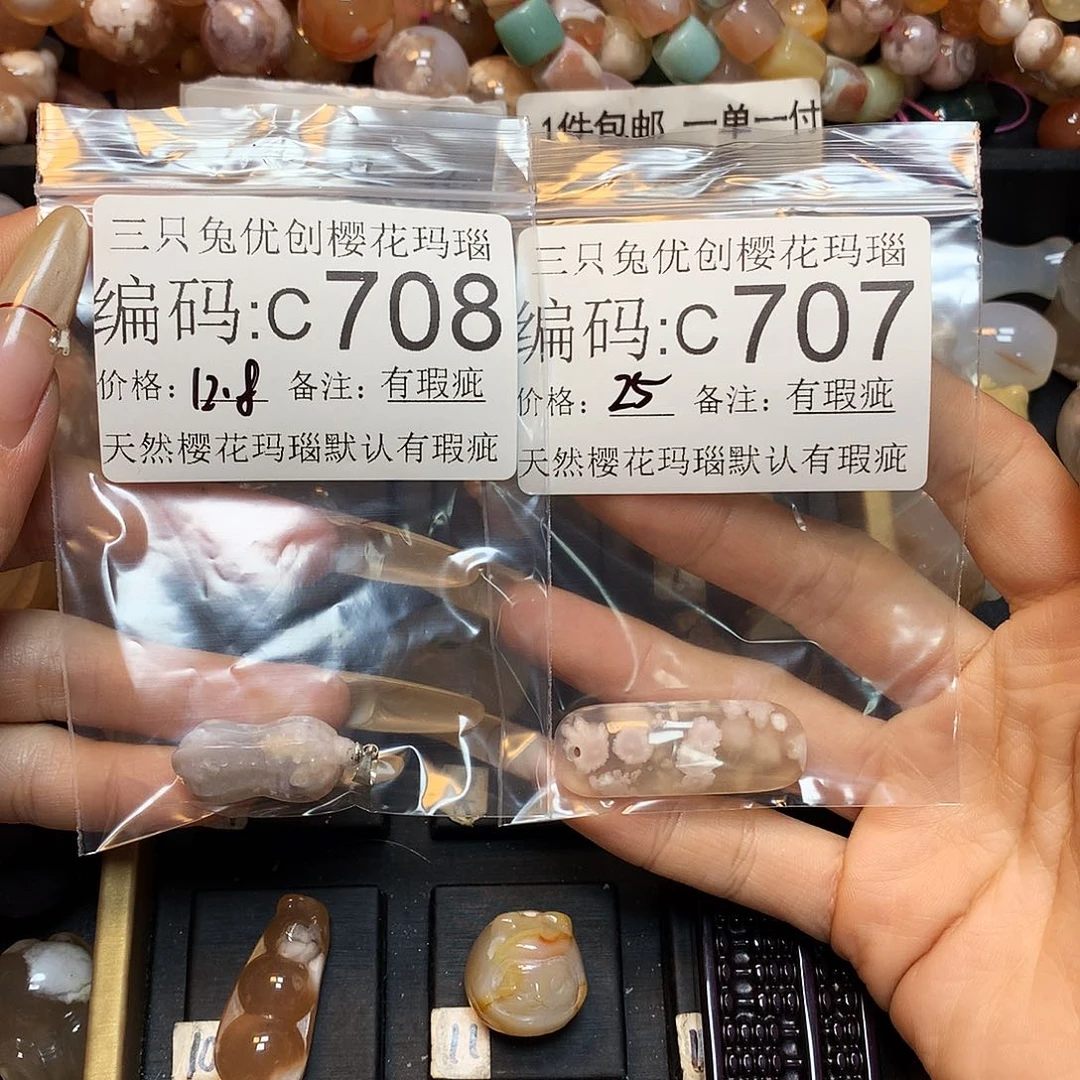 1件包邮 一单一付
三只兔优创樱花玛瑙
编码:C708
价格: 12.8 备注: 有瑕疵
天然樱花玛瑙默认有瑕疵
三只兔优创樱花玛瑙
编码:C707
价格: 25 备注: 有瑕疵
天然樱花玛瑙默认有瑕疵
10
11